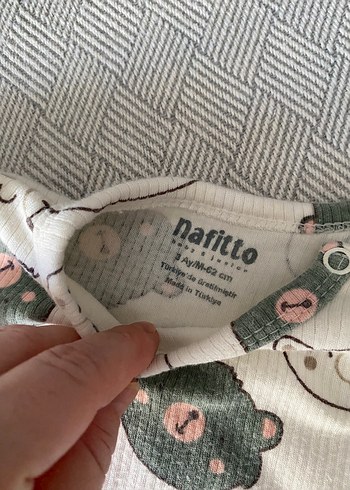 nafitto
3 Ay/M•62 cm
Türkiye'de üretilmiştir
Made in Türkiye